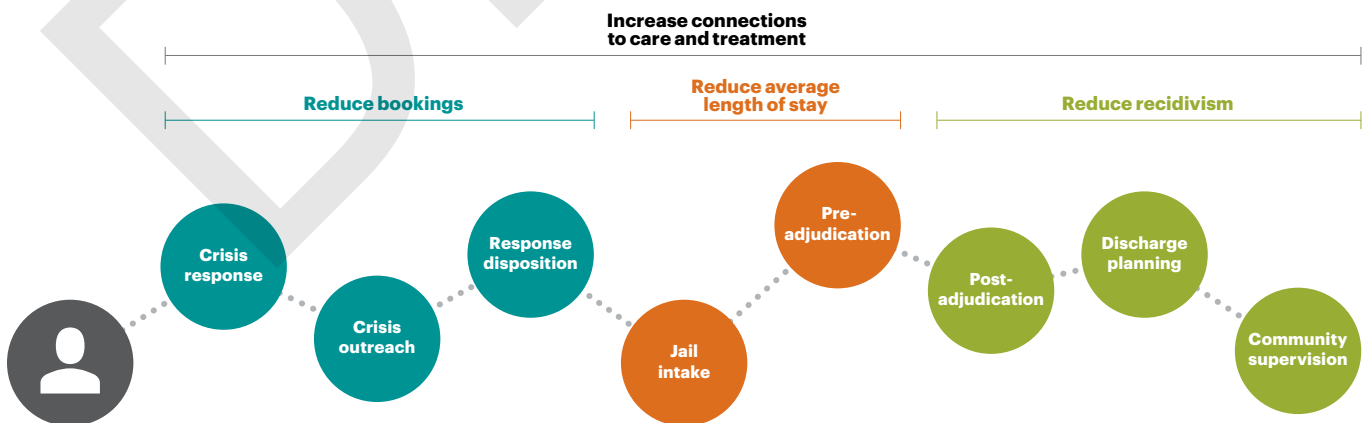 Increase connections
to care and treatment
Reduce bookings
Reduce average
length of stay
Reduce recidivism
Crisis
response
Crisis
outreach
Response
disposition
Jail
intake
Pre-
adjudication
Post-
adjudication
Discharge
planning
Community
supervision